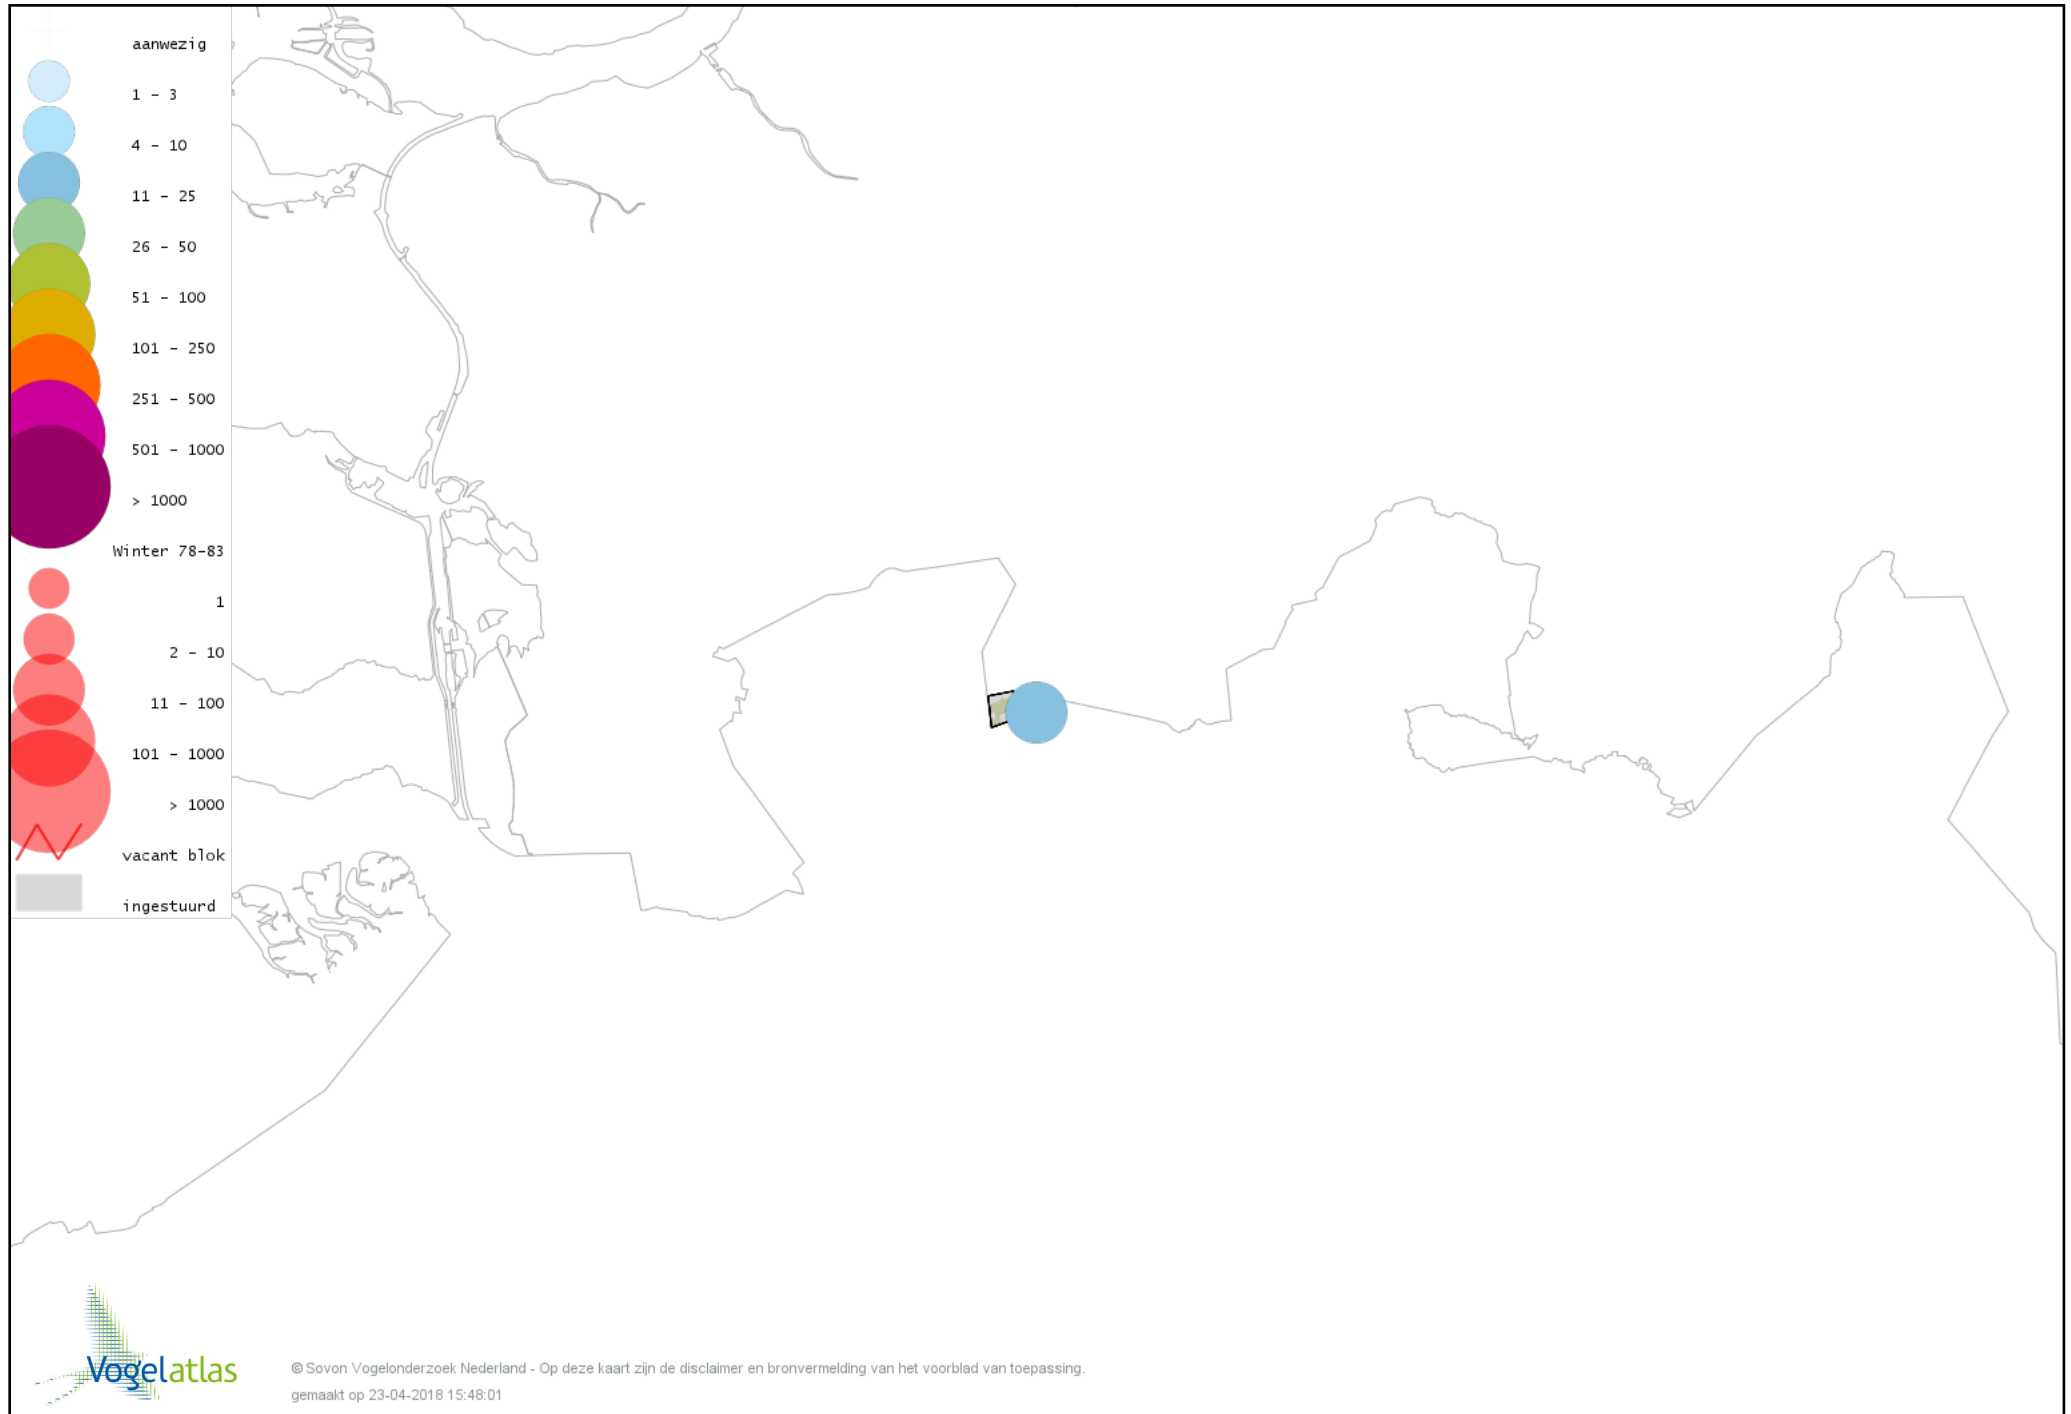 aanwezig
1 - 3
4 - 10
11 - 25
26 - 50
51 - 100
101 - 250
251 - 500
501 - 1000
> 1000
Winter 78-83
1
2 - 10
11 - 100
101 - 1000
> 1000
vacant blok
ingestuurd
Vogelatlas
© Sovon Vogelonderzoek Nederland - Op deze kaart zijn de disclaimer en bronvermelding van het voorblad van toepassing.
gemaakt op 23-04-2018 15:48:01